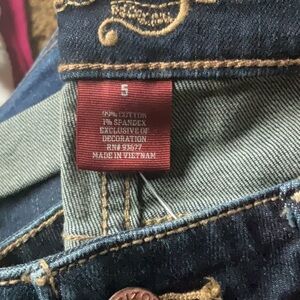 5
99% COTTON
1% SPANDEX
EXCLUSIVE OF
DECORATION
RN# 93677
MADE IN VIETNAM